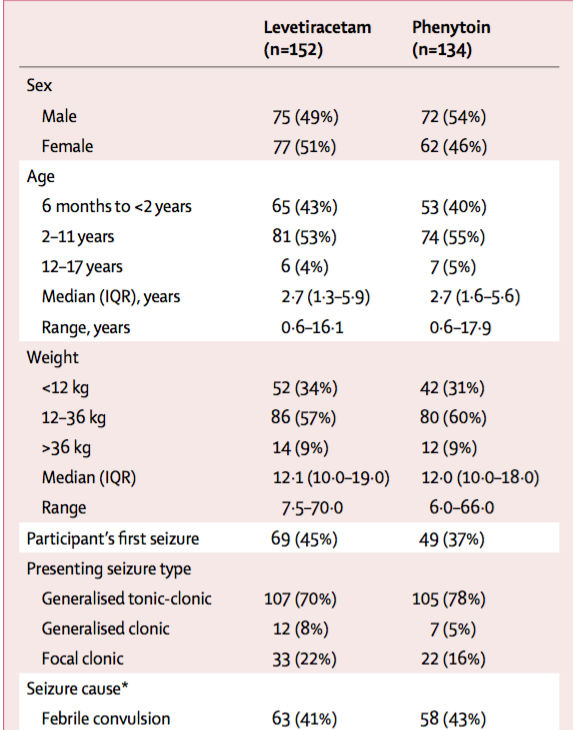 Levetiracetam Phenytoin
(n=152) (n=134)
Sex
Male 75 (49%) 72 (54%)
Female 77 (51%) 62 (46%)
Age
6 months to <2 years 65 (43%) 53 (40%)
2–11 years 81 (53%) 74 (55%)
12–17 years 6 (4%) 7 (5%)
Median (IQR), years 2·7 (1·3–5·9) 2·7 (1·6–5·6)
Range, years 0·6–16·1 0·6–17·9
Weight
<12 kg 52 (34%) 42 (31%)
12–36 kg 86 (57%) 80 (60%)
>36 kg 14 (9%) 12 (9%)
Median (IQR) 12·1 (10·0–19·0) 12·0 (10·0–18·0)
Range 7·5–70·0 6·0–66·0
Participant’s first seizure 69 (45%) 49 (37%)
Presenting seizure type
Generalised tonic-clonic 107 (70%) 105 (78%)
Generalised clonic 12 (8%) 7 (5%)
Focal clonic 33 (22%) 22 (16%)
Seizure cause*
Febrile convulsion 63 (41%) 58 (43%)